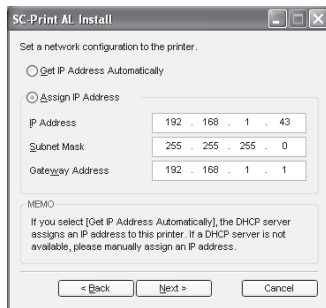 SC-Print AL Install
Set a network configuration to the printer.
Get IP Address Automatically
Assign IP Address
IP Address 192 . 168 . 1 . 43
Subnet Mask 255 . 255 . 255 . 0
Gateway Address 192 . 168 . 1 . 1
MEMO
If you select [Get IP Address Automatically], the DHCP server
assigns an IP address to this printer. If a DHCP server is not
available, please manually assign an IP address.
< Back Next > Cancel